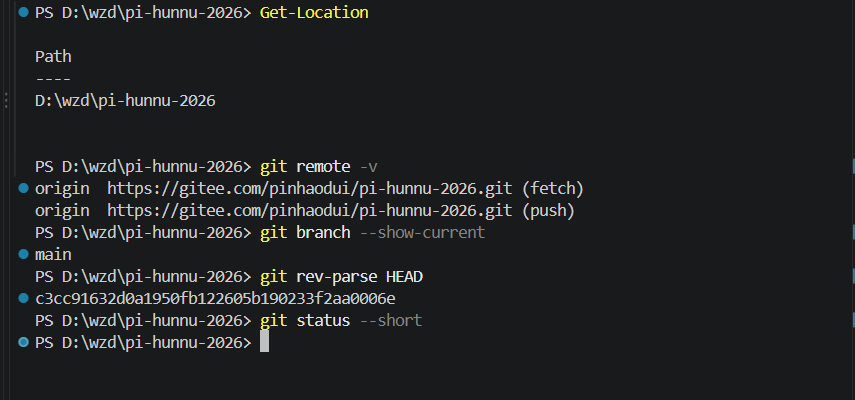 PS D:\wzd\pi-hunnu-2026> Get-Location
Path
----
D:\wzd\pi-hunnu-2026
PS D:\wzd\pi-hunnu-2026> git remote -v
origin  https://gitee.com/pinhaodui/pi-hunnu-2026.git (fetch)
origin  https://gitee.com/pinhaodui/pi-hunnu-2026.git (push)
PS D:\wzd\pi-hunnu-2026> git branch --show-current
main
PS D:\wzd\pi-hunnu-2026> git rev-parse HEAD
c3cc91632d0a1950fb122605b190233f2aa0006e
PS D:\wzd\pi-hunnu-2026> git status --short
PS D:\wzd\pi-hunnu-2026>